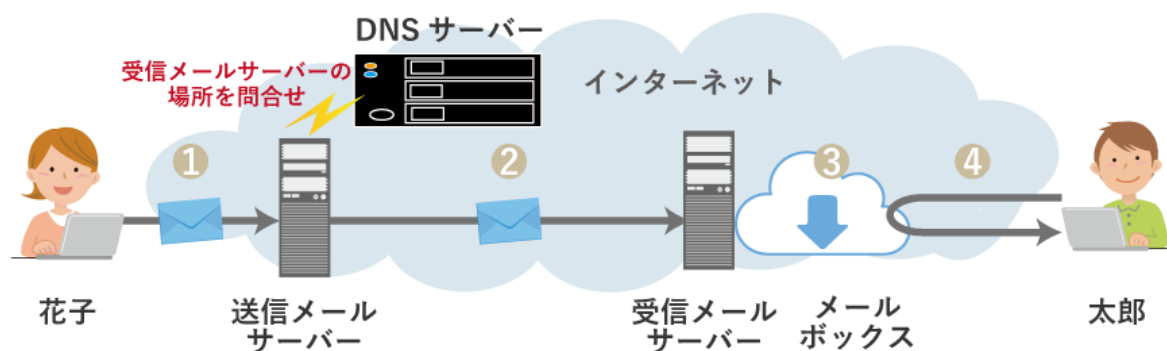 DNS サーバー
受信メールサーバーの
場所を問合せ
インターネット
1
2
3
4
花子
送信メール
サーバー
受信メール
サーバー
メール
ボックス
太郎